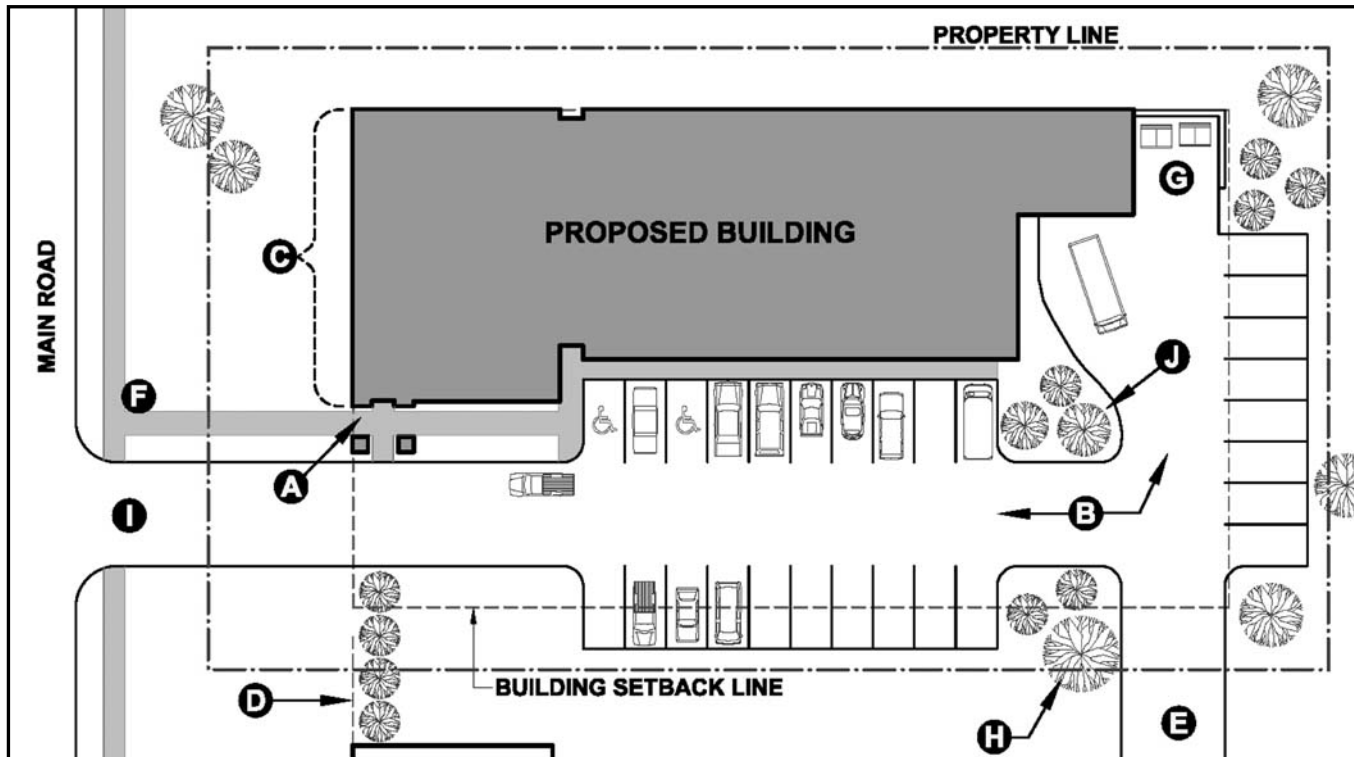 PROPERTY LINE
G
PROPOSED BUILDING
C
MAIN ROAD
J
F
A
I
B
BUILDING SETBACK LINE
D
H
E